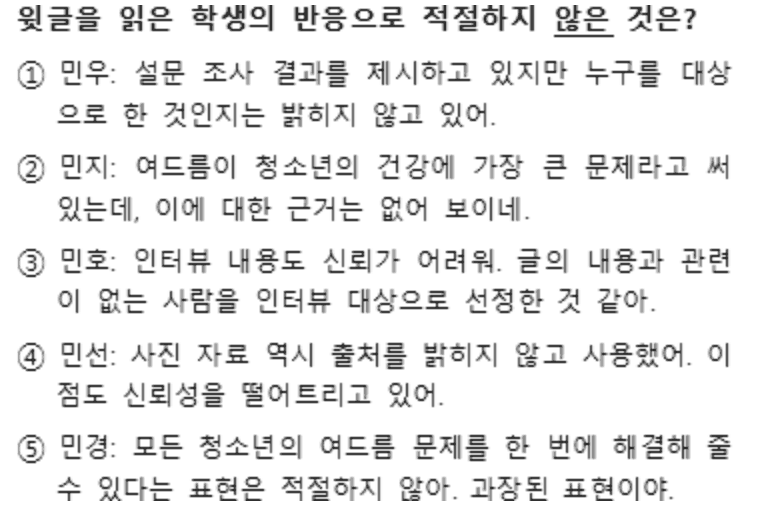 윗글을 읽은 학생의 반응으로 적절하지 않은 것은?
① 민우: 설문 조사 결과를 제시하고 있지만 누구를 대상
으로 한 것인지는 밝히지 않고 있어.
② 민지: 여드름이 청소년의 건강에 가장 큰 문제라고 써
있는데, 이에 대한 근거는 없어 보이네.
③ 민호: 인터뷰 내용도 신뢰가 어려워. 글의 내용과 관련
이 없는 사람을 인터뷰 대상으로 선정한 것 같아.
④ 민선: 사진 자료 역시 출처를 밝히지 않고 사용했어. 이
점도 신뢰성을 떨어트리고 있어.
⑤ 민경: 모든 청소년의 여드름 문제를 한 번에 해결해 줄
수 있다는 표현은 적절하지 않아. 과장된 표현이야.